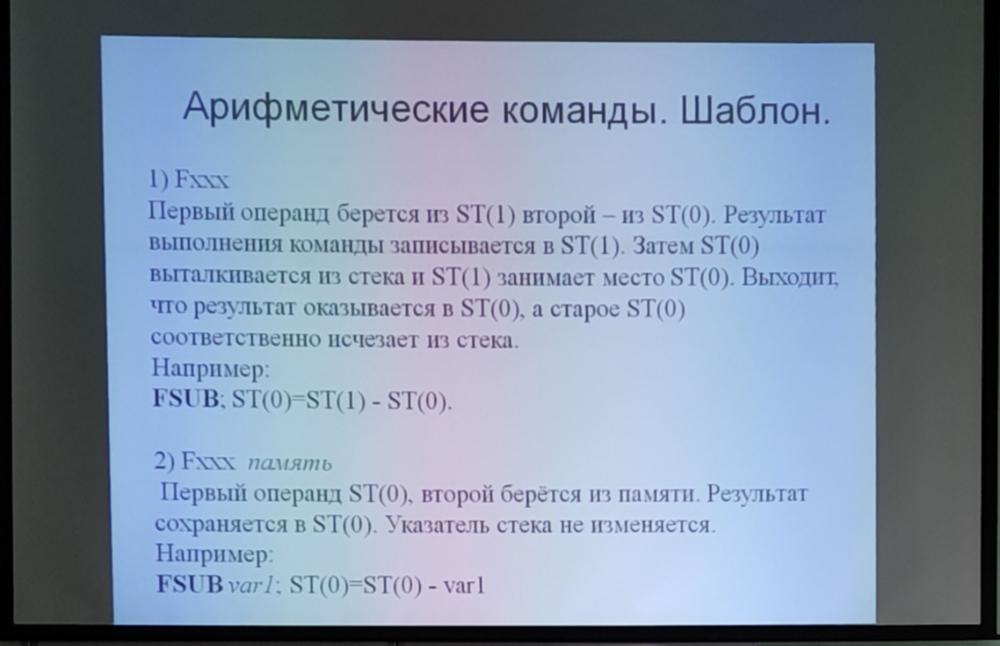 Арифметические команды. Шаблон.
1) Fxxx
Первый операнд берется из ST(1) второй – из ST(0). Результат
выполнения команды записывается в ST(1). Затем ST(0)
выталкивается из стека и ST(1) занимает место ST(0). Выходит,
что результат оказывается в ST(0), а старое ST(0)
соответственно исчезает из стека.
Например:
FSUB; ST(0)=ST(1) - ST(0).
2) Fxxx память
Первый операнд ST(0), второй берётся из памяти. Результат
сохраняется в ST(0). Указатель стека не изменяется.
Например:
FSUB var1; ST(0)=ST(0) - var1